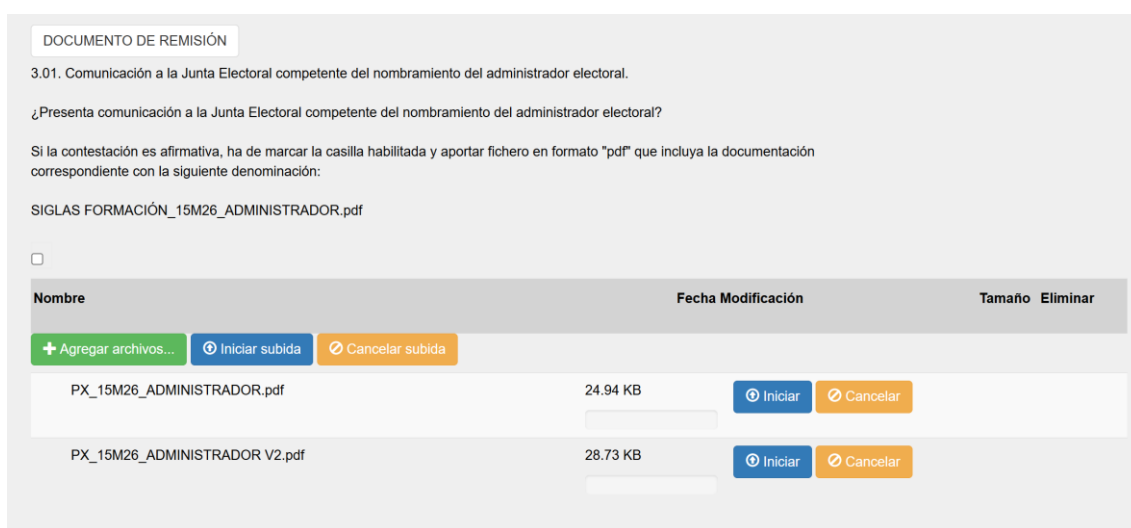 DOCUMENTO DE REMISIÓN
3.01. Comunicación a la Junta Electoral competente del nombramiento del administrador electoral.
¿Presenta comunicación a la Junta Electoral competente del nombramiento del administrador electoral?
Si la contestación es afirmativa, ha de marcar la casilla habilitada y aportar fichero en formato "pdf" que incluya la documentación
correspondiente con la siguiente denominación:
SIGLAS FORMACIÓN_15M26_ADMINISTRADOR.pdf
Nombre Fecha Modificación Tamaño Eliminar
Agregar archivos... Iniciar subida Cancelar subida
PX_15M26_ADMINISTRADOR.pdf 24.94 KB Iniciar Cancelar
PX_15M26_ADMINISTRADOR V2.pdf 28.73 KB Iniciar Cancelar